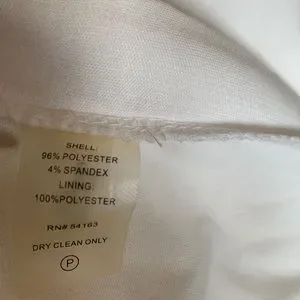 SHELL:
96% POLYESTER
4% SPANDEX
LINING:
100%POLYESTER
RN# 54163
DRY CLEAN ONLY
P